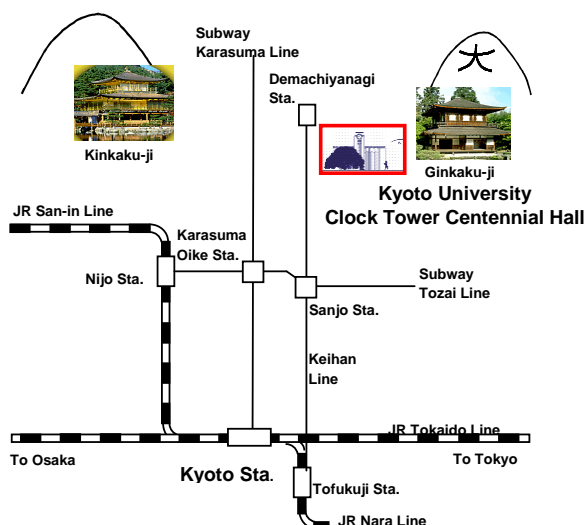 Subway
Karasuma Line
Demachiyanagi
Sta.
大
Kinkaku-ji
Ginkaku-ji
Kyoto University
Clock Tower Centennial Hall
JR San-in Line
Karasuma
Oike Sta.
Nijo Sta.
Subway
Tozai Line
Sanjo Sta.
Keihan
Line
JR Tokaido Line
To Osaka
To Tokyo
Kyoto Sta.
Tofukuji Sta.
JR Nara Line